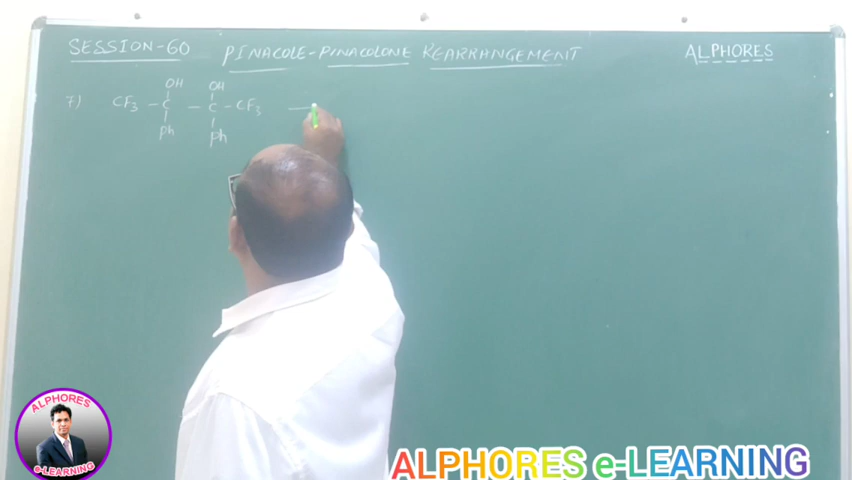 SESSION-60 PINACOLE-PINACOLONE REARRANGEMENT ALPHORES
OH OH
7) CF3 - C - C - CF3
Ph Ph
ALPHORES
e-LEARNING
ALPHORES e-LEARNING